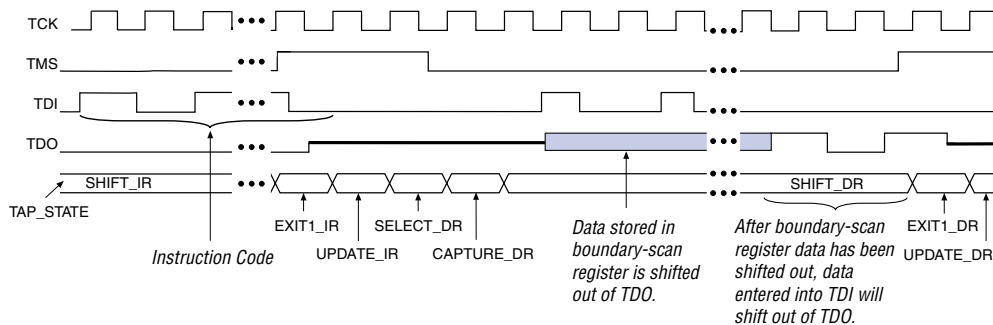 TCK
TMS
TDI
TDO
SHIFT_IR
SHIFT_DR
TAP_STATE
EXIT1_IR
SELECT_DR
EXIT1_DR
UPDATE_IR
CAPTURE_DR
UPDATE_DR
Instruction Code
Data stored in
boundary-scan
register is shifted
out of TDO.
After boundary-scan
register data has been
shifted out, data
entered into TDI will
shift out of TDO.